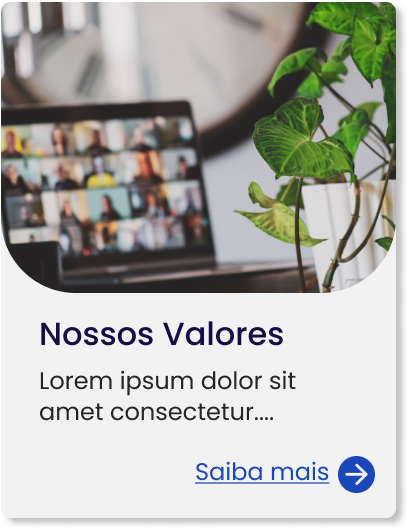 Nossos Valores
Lorem ipsum dolor sit
amet consectetur....
Saiba mais